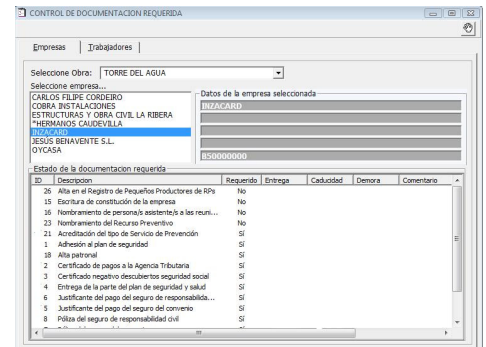 CONTROL DE DOCUMENTACION REQUERIDA
Empresas Trabajadores
Seleccione Obra: TORRE DEL AGUA
Seleccione empresa...
CARLOS FILIPE CORDEIRO
COBRA INSTALACIONES
ESTRUCTURAS Y OBRA CIVIL LA RIBERA
*HERMANOS CAUDEVILLA
INZACARD
JESÚS BENAVENTE S.L.
OYCASA
Datos de la empresa seleccionada
INZACARD
B50000000
Estado de la documentacion requerida
ID Descripcion Requerido Entrega Caducidad Demora Comentario
26 Alta en el Registro de Pequeños Productores de RPs No
15 Escritura de constitución de la empresa No
16 Nombramiento de persona/s asistente/s a las reuni... No
23 Nombramiento del Recurso Preventivo No
21 Acreditación del tipo de Servicio de Prevención Sí
1 Adhesión al plan de seguridad Sí
18 Alta patronal Sí
2 Certificado de pagos a la Agencia Tributaria Sí
3 Certificado negativo descubiertos seguridad social Sí
4 Entrega de la parte del plan de seguridad y salud Sí
6 Justificante del pago del seguro de responsabilida... Sí
5 Justificante del pago del seguro del convenio Sí
8 Póliza del seguro de responsabilidad civil Sí